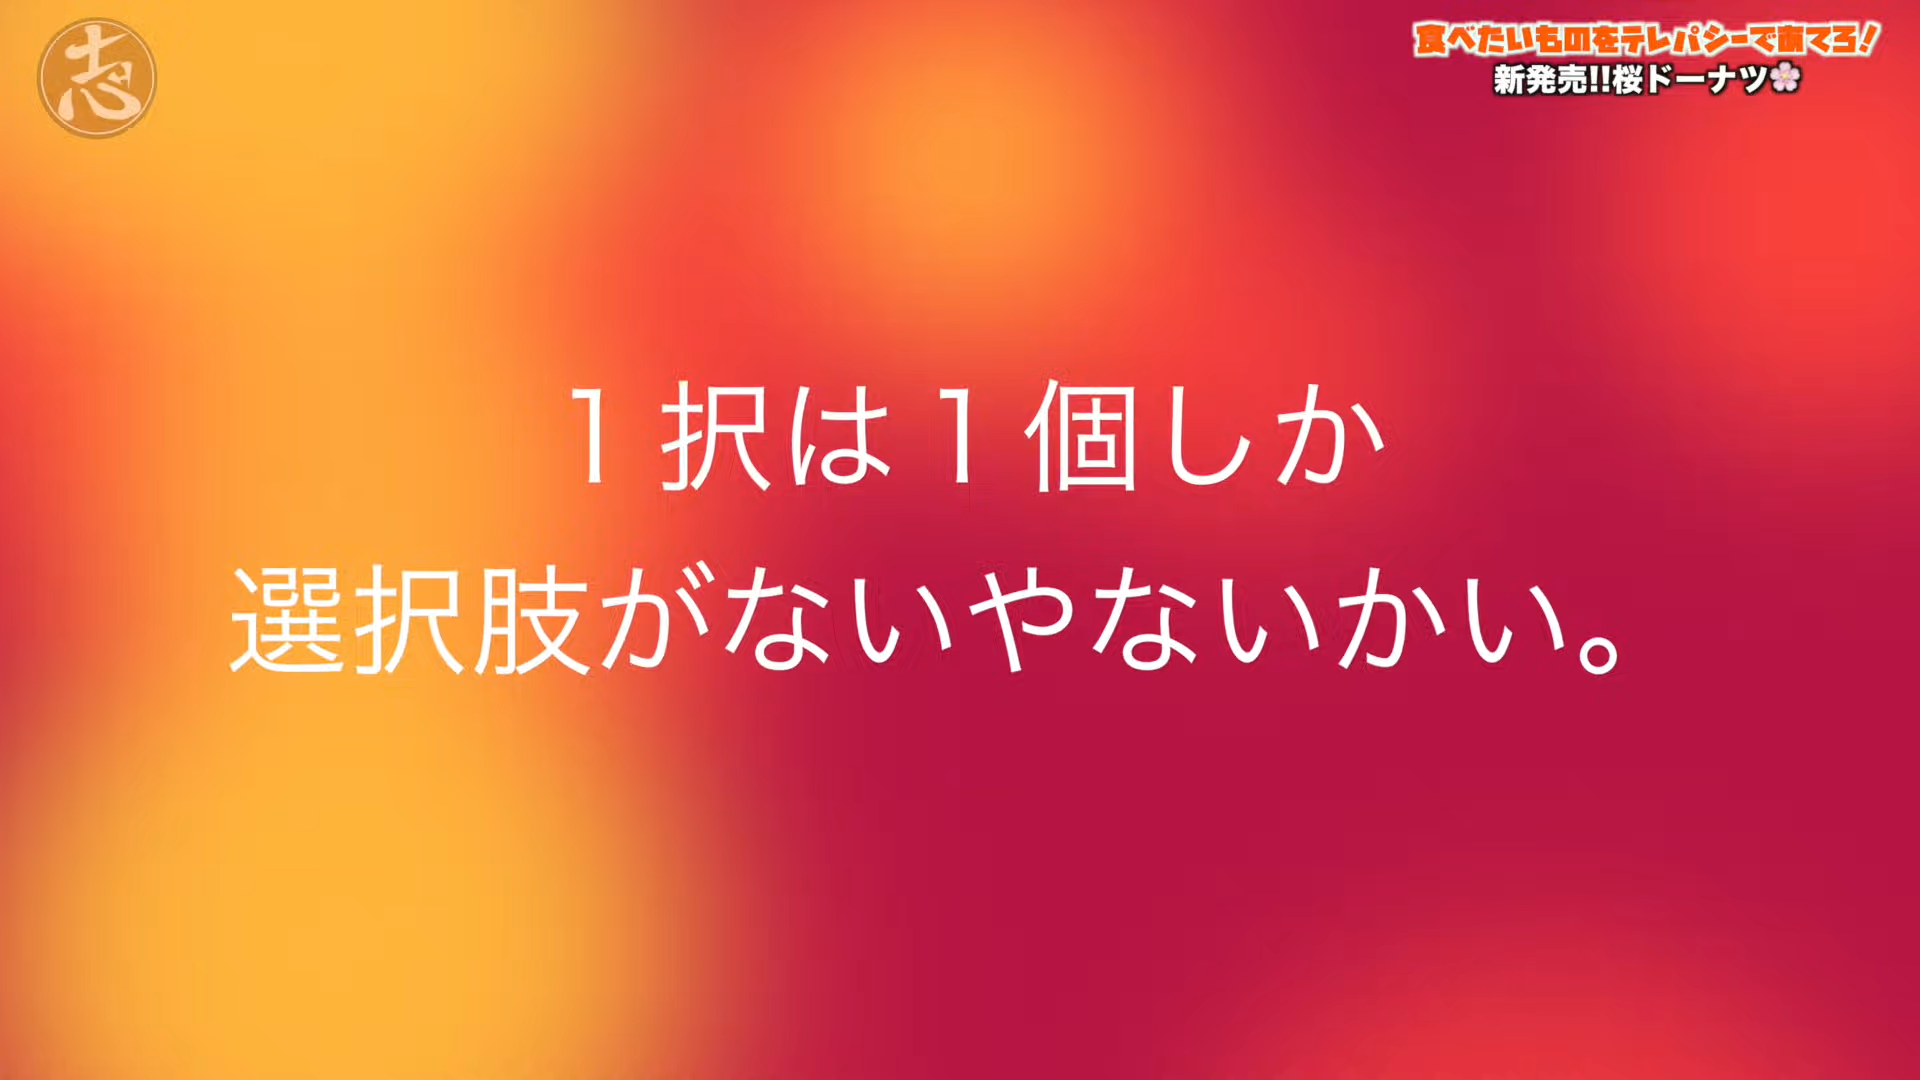 志
食べたいものをテレパシーであてろ!
新発売!!桜ドーナツ🌸
1択は1個しか
選択肢がないやないかい。